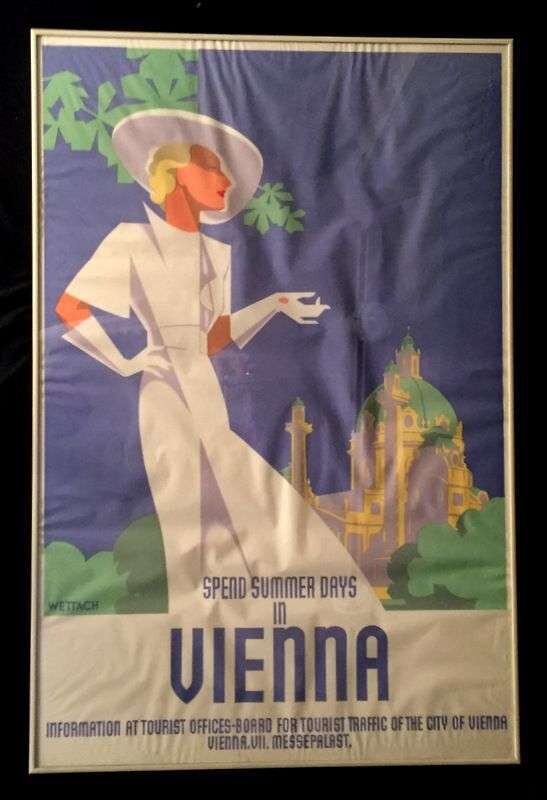 WETTACH
SPEND SUMMER DAYS
IN
VIENNA
INFORMATION AT TOURIST OFFICES-BOARD FOR TOURIST TRAFFIC OF THE CITY OF VIENNA
VIENNA.VII. MESSEPALAST.